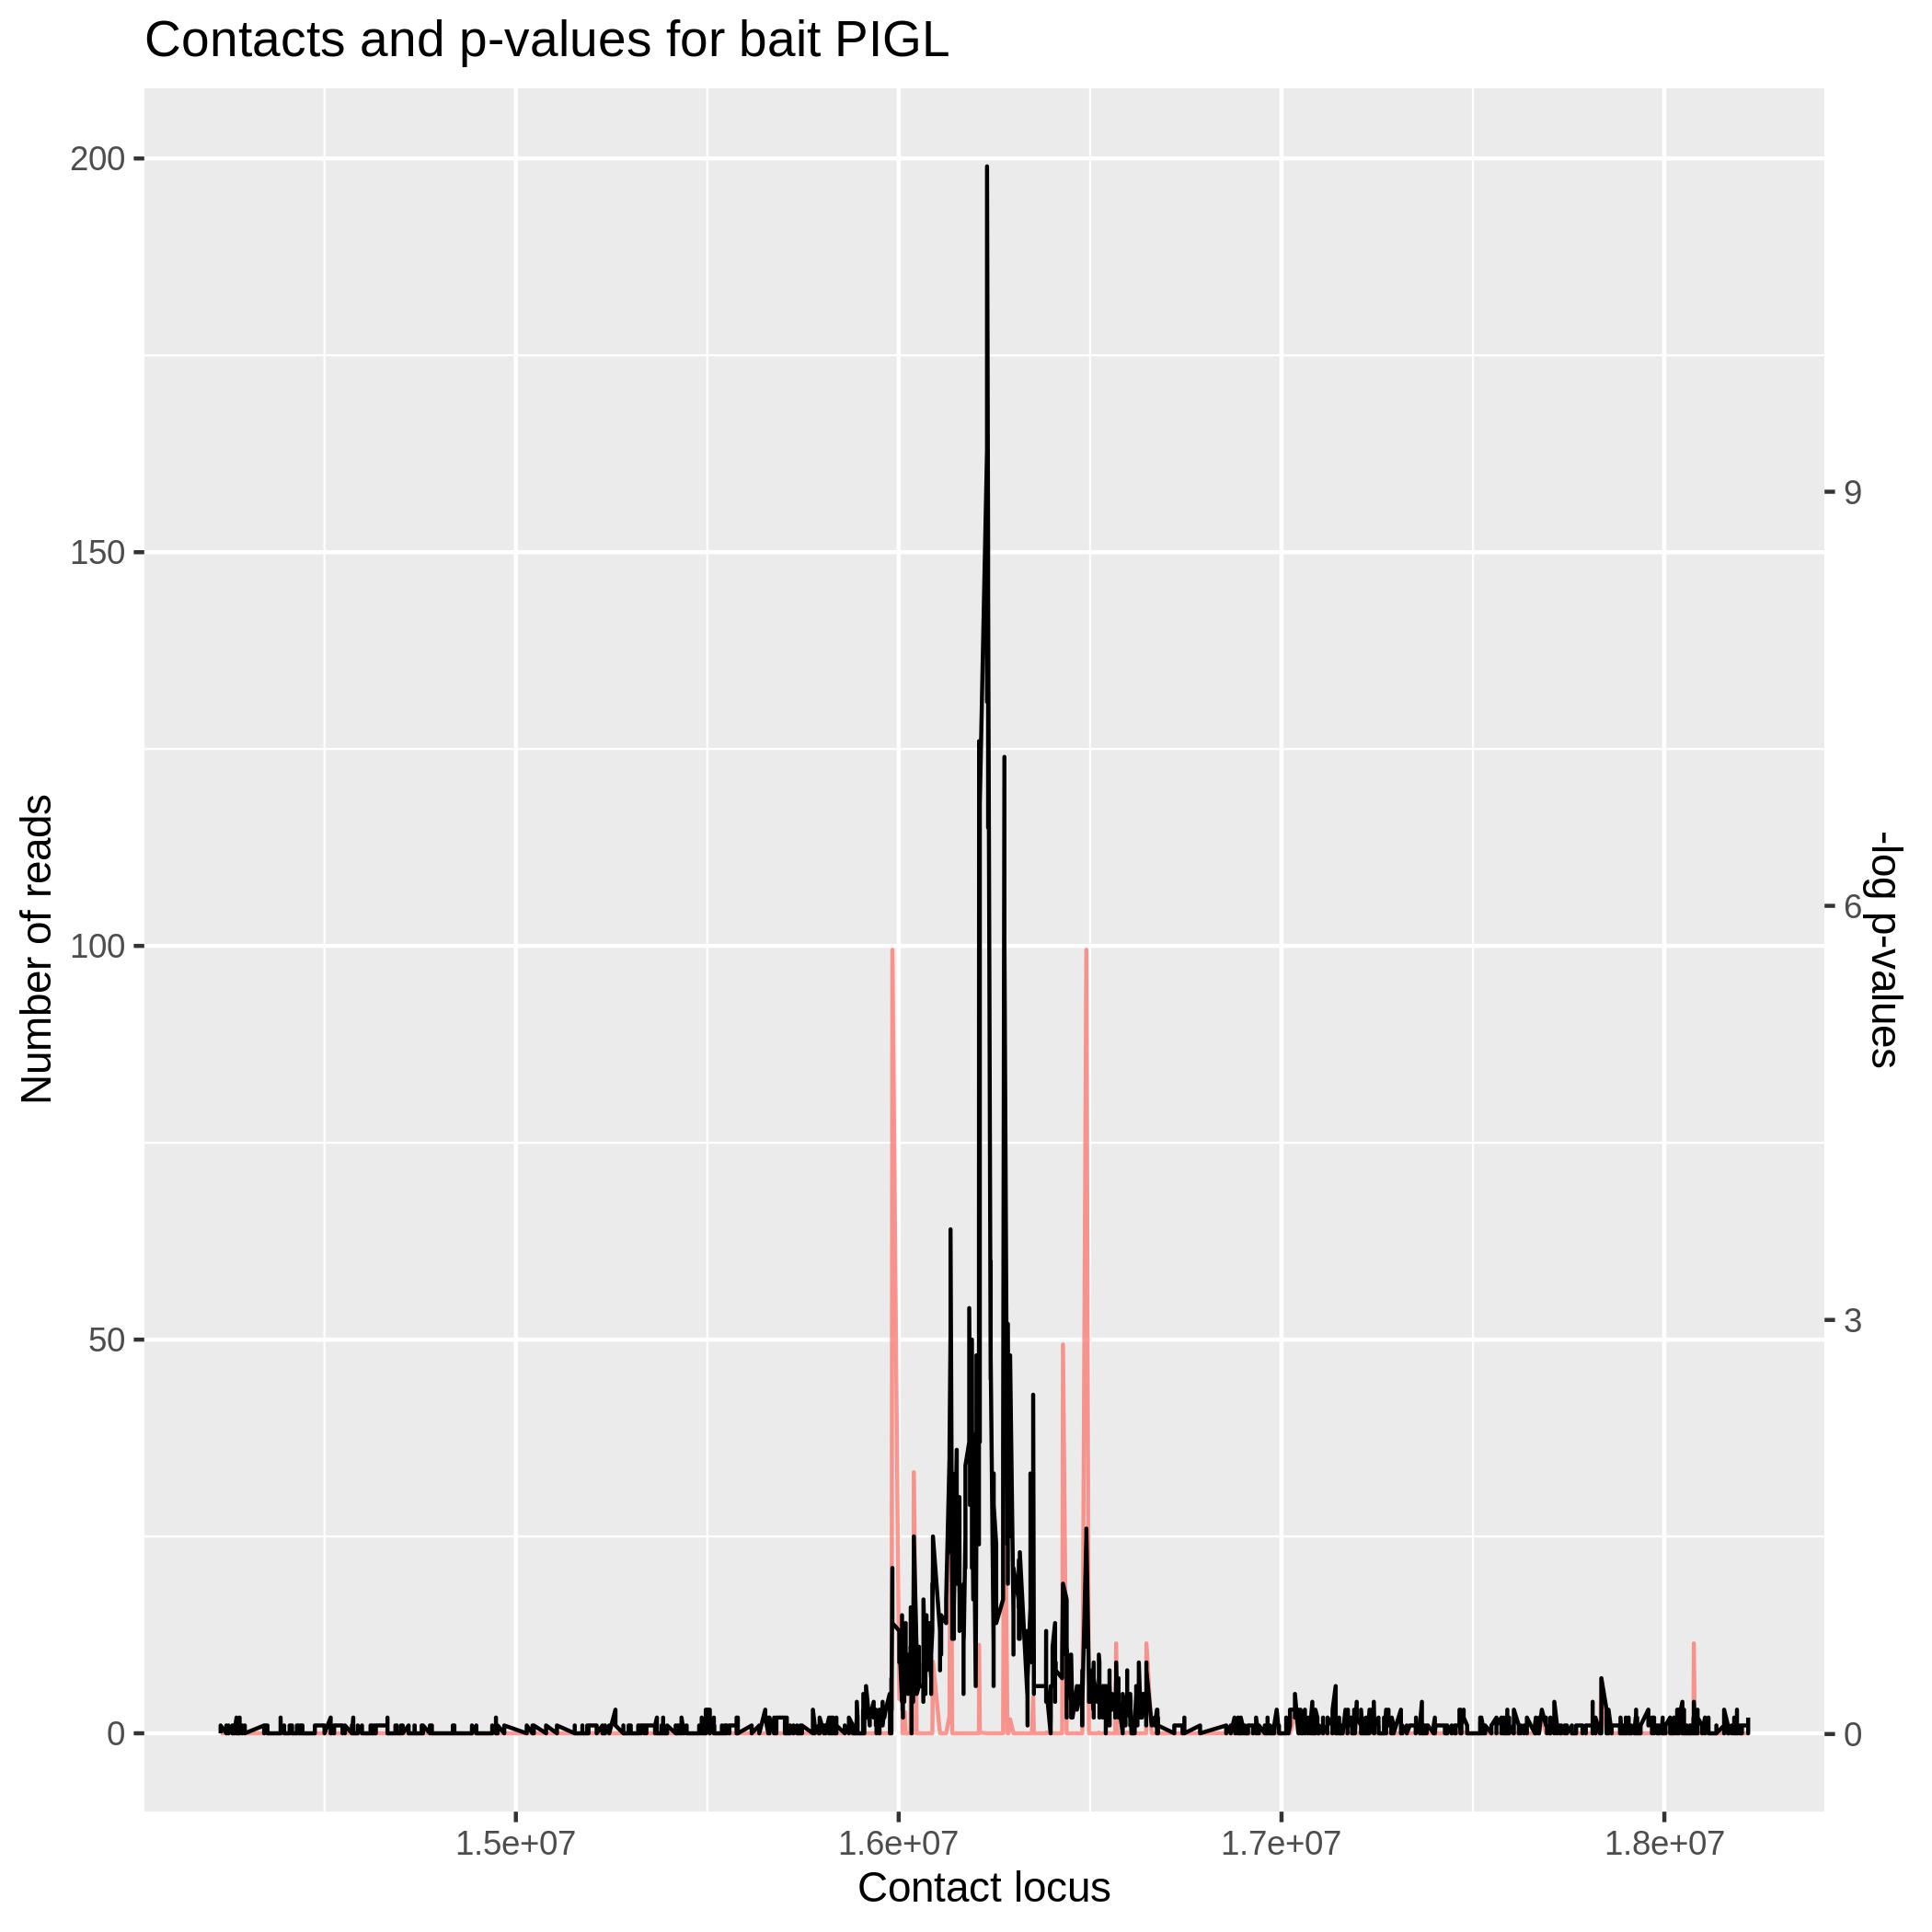 Contacts and p-values for bait PIGL
200
150
100
50
0
Number of reads
9
6
3
0
-log p-values
1.5e+07 1.6e+07 1.7e+07 1.8e+07
Contact locus